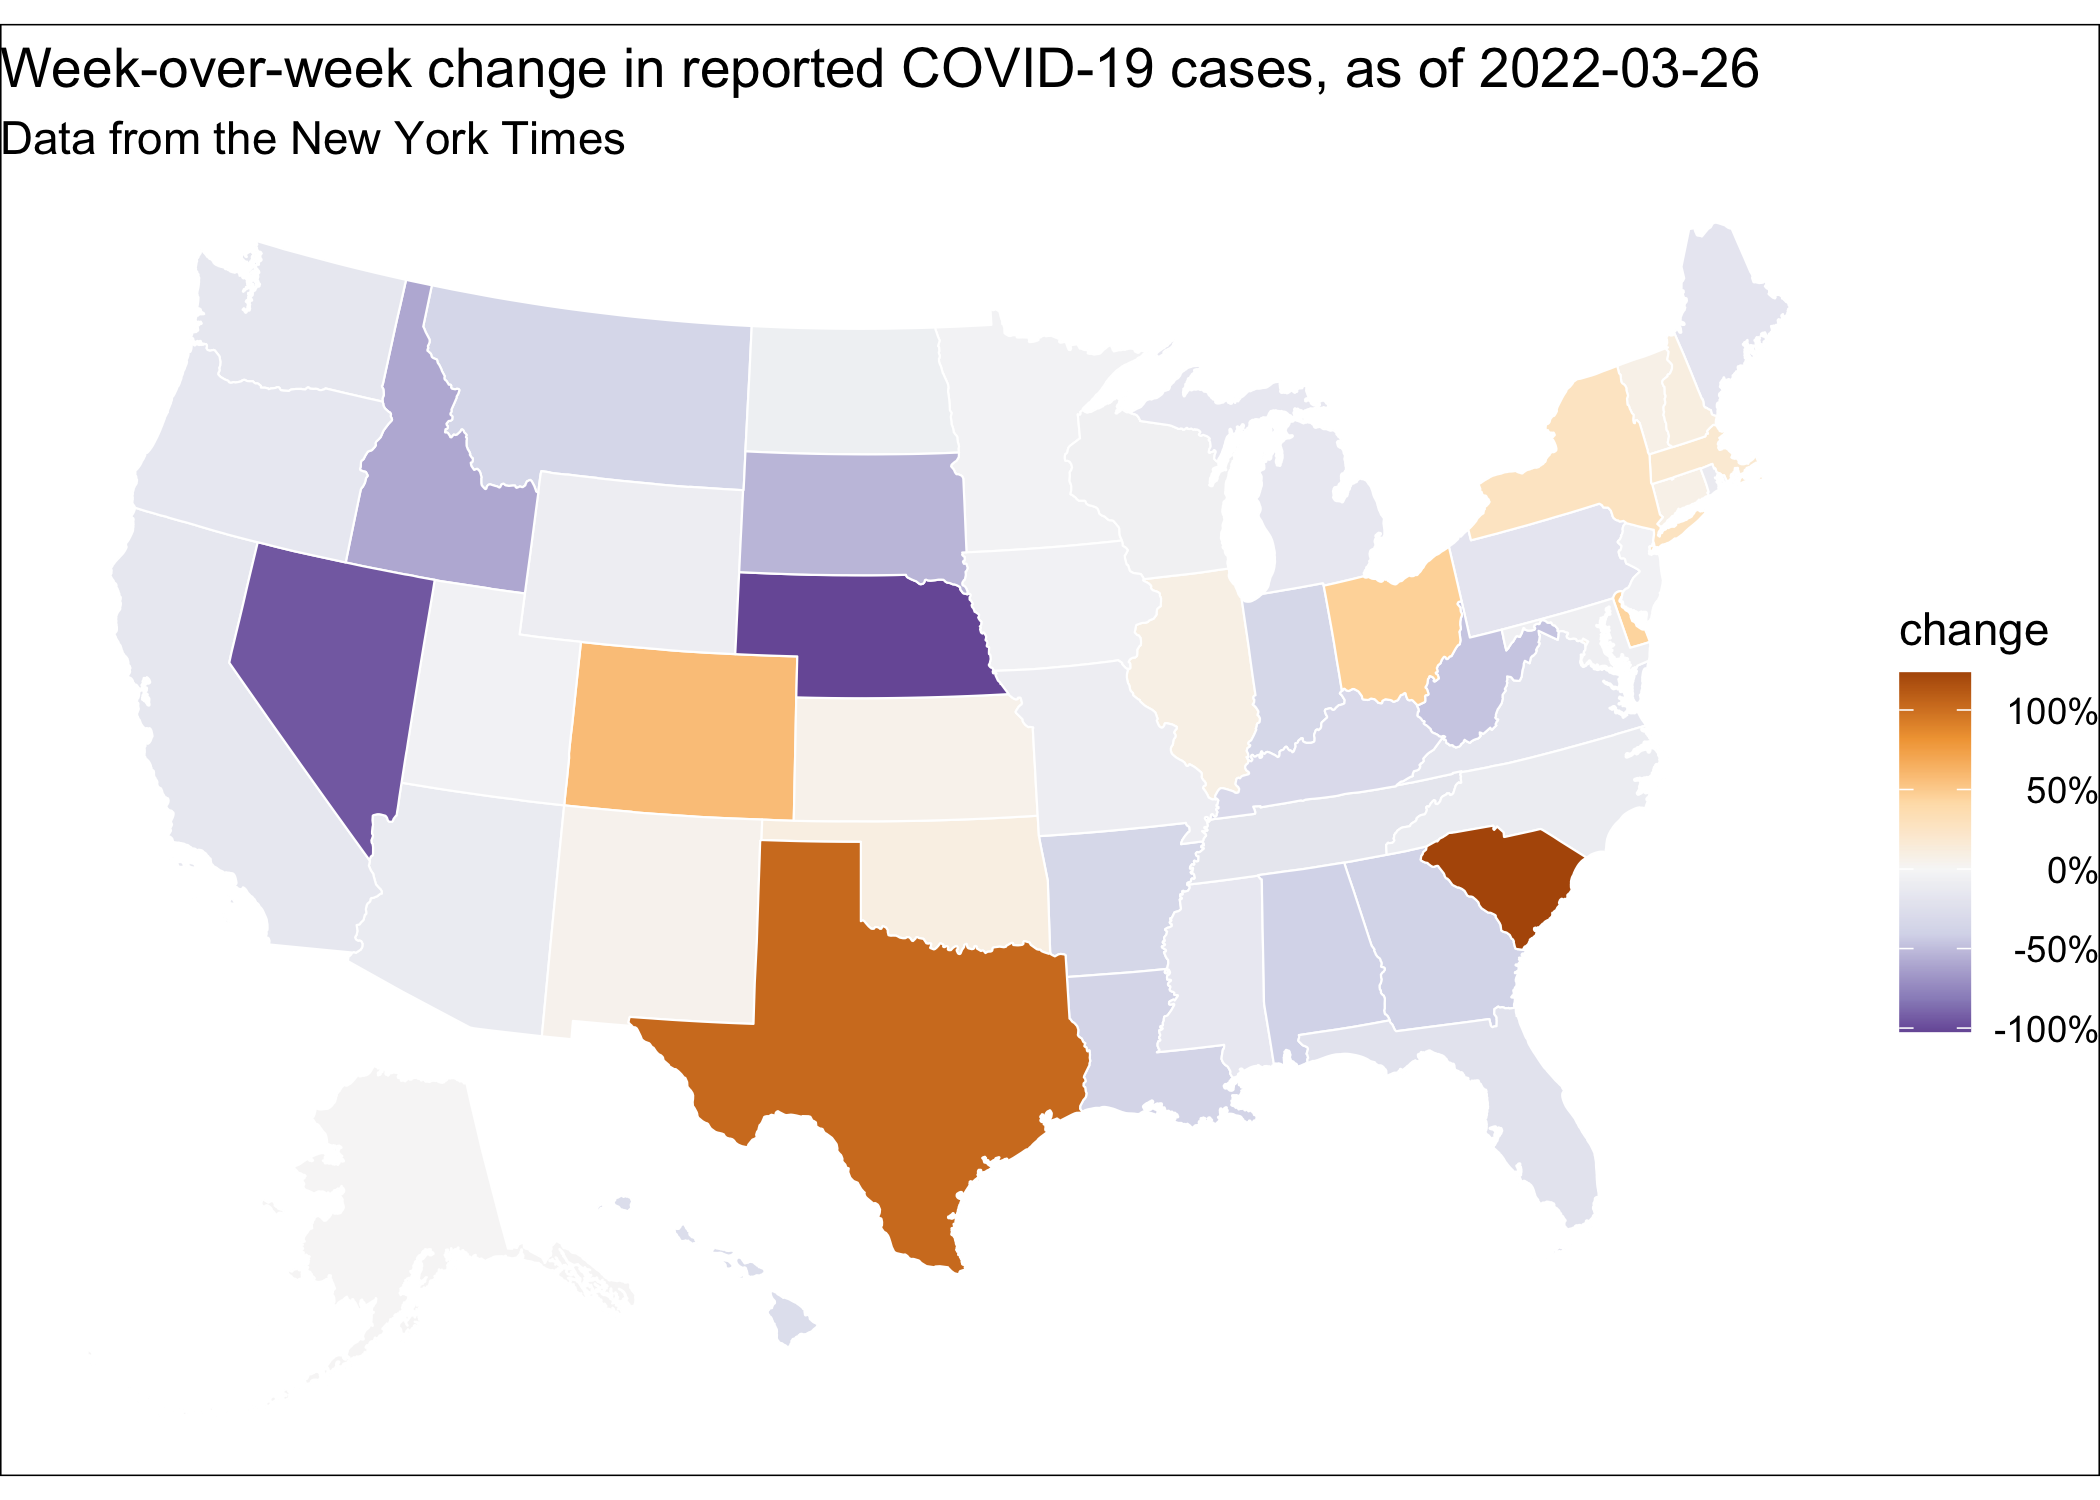 Week-over-week change in reported COVID-19 cases, as of 2022-03-26
Data from the New York Times
change
100%
50%
0%
-50%
-100%